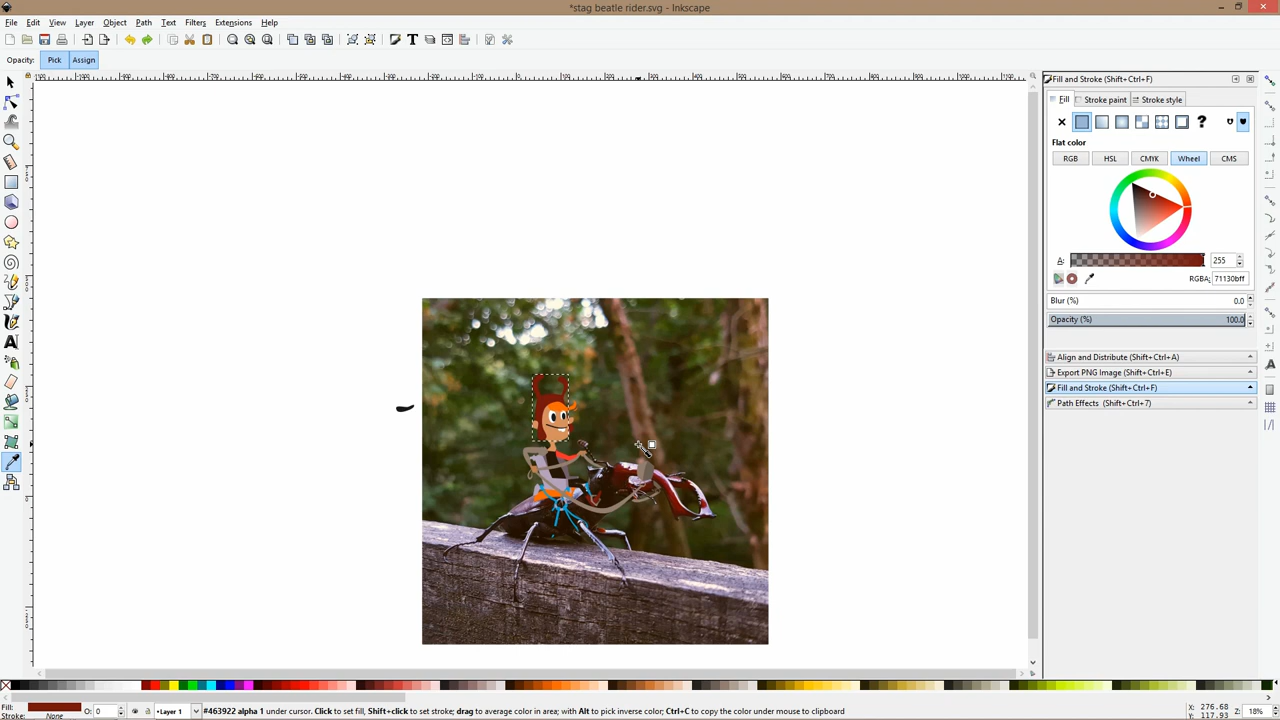 *stag beatle rider.svg - Inkscape
File Edit View Layer Object Path Text Filters Extensions Help
Opacity: Pick Assign
Fill and Stroke (Shift+Ctrl+F)
Fill Stroke paint Stroke style
Flat color
RGB HSL CMYK Wheel CMS
A: 255
RGBA: 71130bff
Blur (%) 0.0
Opacity (%) 100.0
Align and Distribute (Shift+Ctrl+A)
Export PNG Image (Shift+Ctrl+E)
Fill and Stroke (Shift+Ctrl+F)
Path Effects (Shift+Ctrl+7)
Fill:
Stroke: None
O: 0
Layer 1
#463922 alpha 1 under cursor. Click to set fill, Shift+click to set stroke; drag to average color in area; with Alt to pick inverse color; Ctrl+C to copy the color under mouse to clipboard
X: 276.68
Y: 117.93
Z: 18%